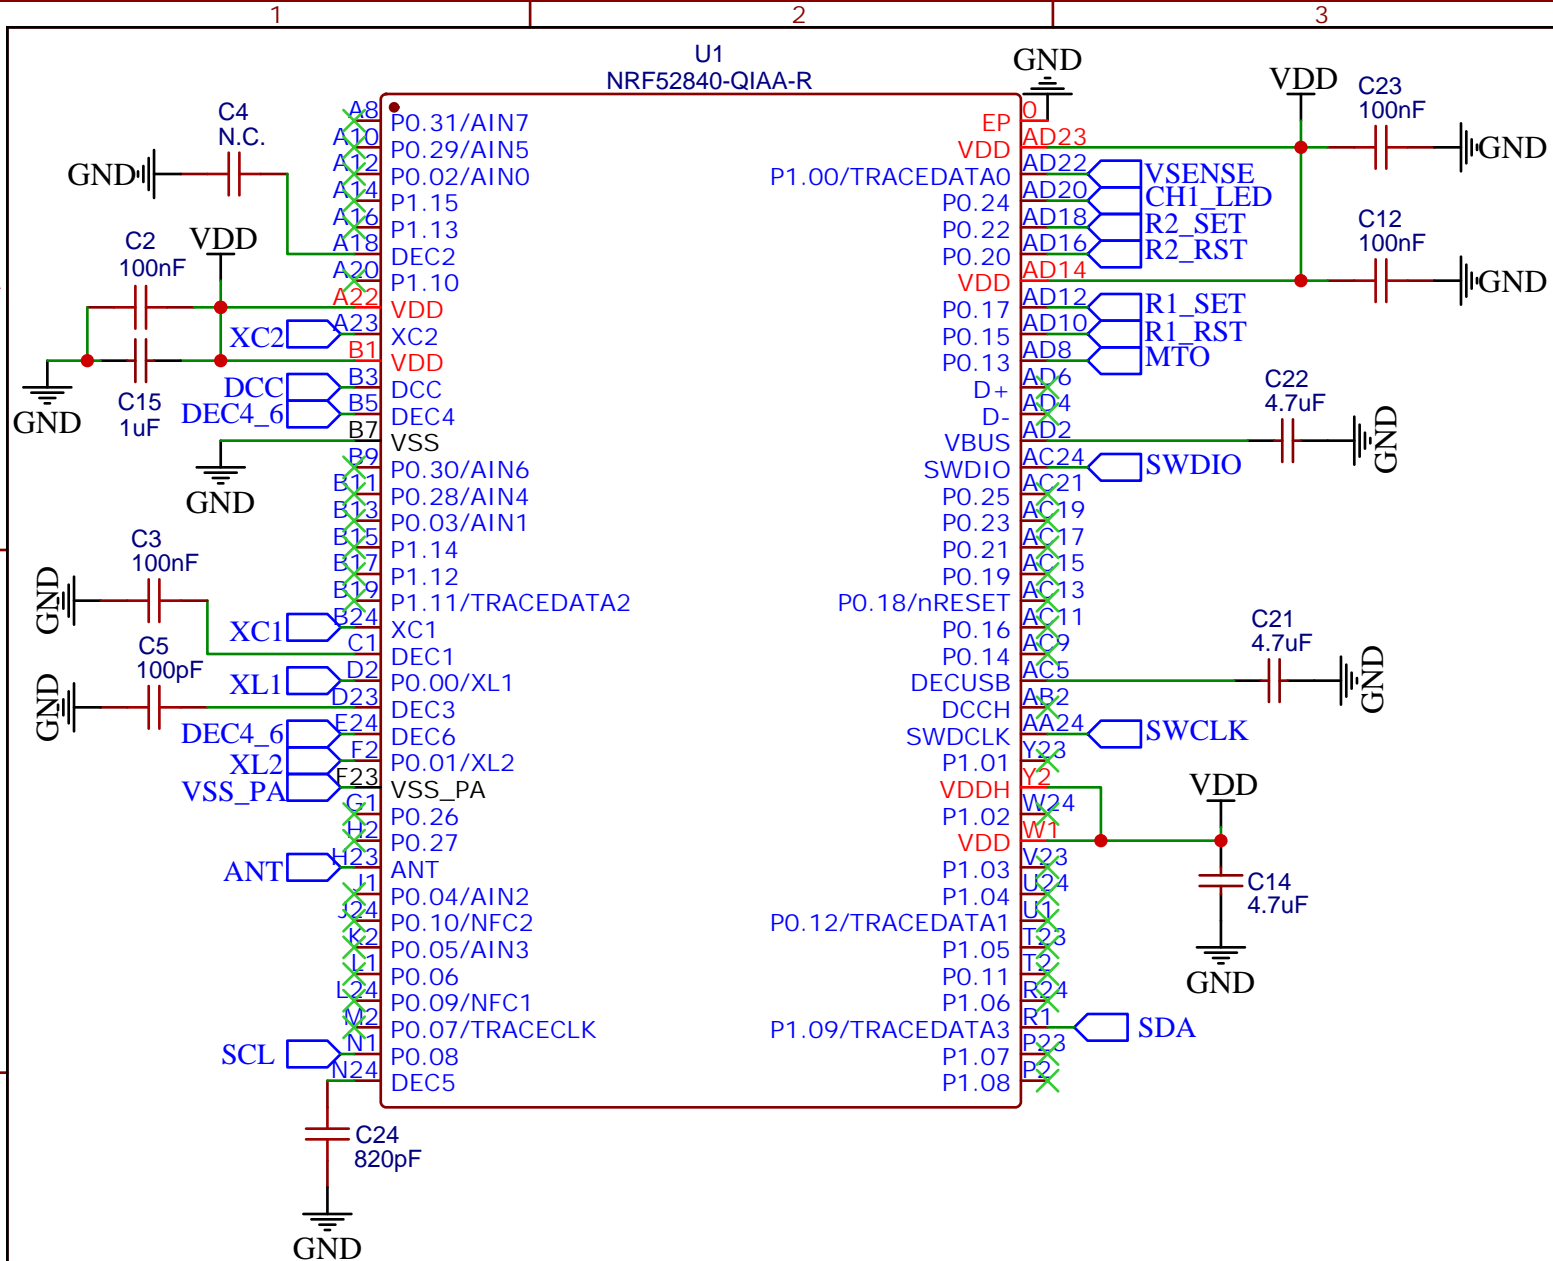 1 2 3
U1
NRF52840-QIAA-R
C4
N.C.
GND
C2
100nF
VDD
C15
1uF
GND
XC2
DCC
DEC4_6
GND
C3
100nF
GND
XC1
C5
100pF
GND
XL1
DEC4_6
XL2
VSS_PA
ANT
SCL
C24
820pF
GND
A8 P0.31/AIN7
A10 P0.29/AIN5
A12 P0.02/AIN0
A14 P1.15
A16 P1.13
A18 DEC2
A20 P1.10
A22 VDD
A23 XC2
B1 VDD
B3 DCC
B5 DEC4
B7 VSS
B9 P0.30/AIN6
B11 P0.28/AIN4
B13 P0.03/AIN1
B15 P1.14
B17 P1.12
B19 P1.11/TRACEDATA2
B24 XC1
C1 DEC1
D2 P0.00/XL1
D23 DEC3
E24 DEC6
F2 P0.01/XL2
F23 VSS_PA
G1 P0.26
H2 P0.27
H23 ANT
J1 P0.04/AIN2
J24 P0.10/NFC2
K2 P0.05/AIN3
L1 P0.06
L24 P0.09/NFC1
M2 P0.07/TRACECLK
N1 P0.08
N24 DEC5
EP 0
VDD AD23
P1.00/TRACEDATA0 AD22
P0.24 AD20
P0.22 AD18
P0.20 AD16
VDD AD14
P0.17 AD12
P0.15 AD10
P0.13 AD8
D+ AD6
D- AD4
VBUS AD2
SWDIO AC24
P0.25 AC21
P0.23 AC19
P0.21 AC17
P0.19 AC15
P0.18/nRESET AC13
P0.16 AC11
P0.14 AC9
DECUSB AC5
DCCH AB2
SWDCLK AA24
P1.01 Y23
VDDH Y2
P1.02 W24
VDD W1
P1.03 V23
P1.04 U24
P0.12/TRACEDATA1 U1
P1.05 T23
P0.11 T2
P1.06 R24
P1.09/TRACEDATA3 R1
P1.07 P23
P1.08 P2
GND
VDD
C23
100nF
GND
VSENSE
CH1_LED
R2_SET
R2_RST
C12
100nF
GND
R1_SET
R1_RST
MTO
C22
4.7uF
GND
SWDIO
C21
4.7uF
GND
SWCLK
VDD
C14
4.7uF
GND
SDA